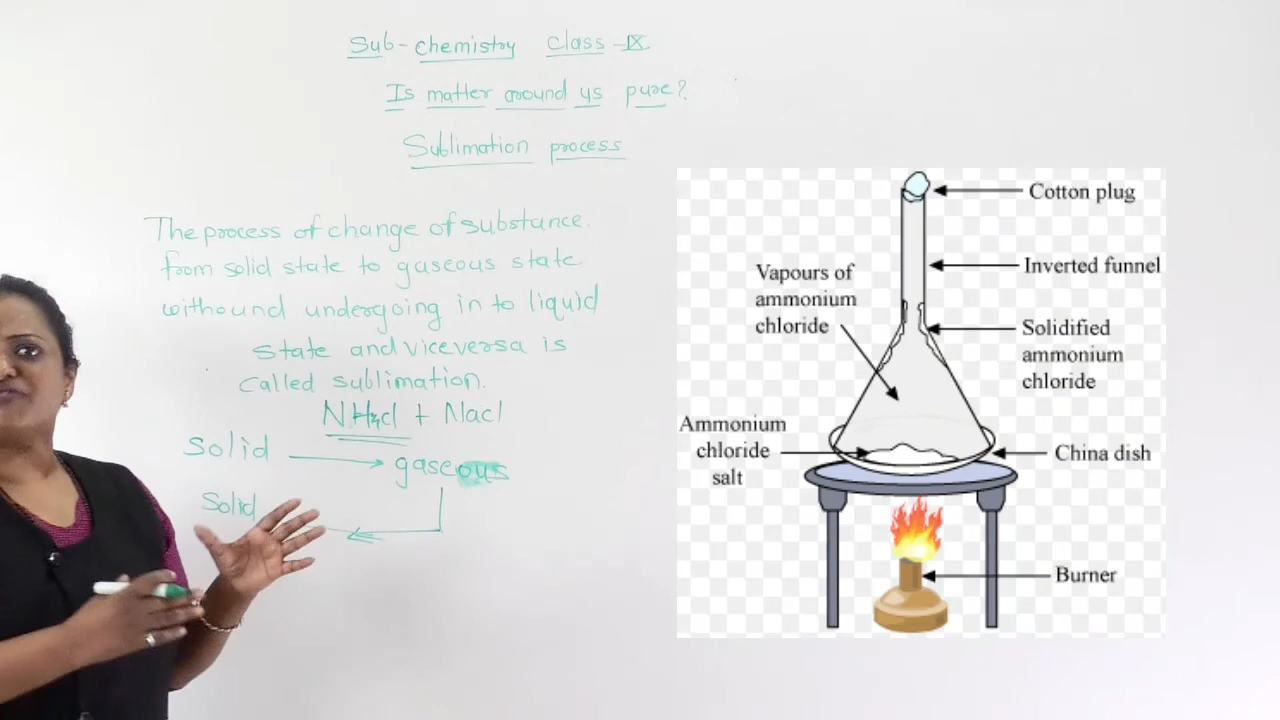 Sub-chemistry class-IX
Is matter around us pure?
Sublimation process
The process of change of substance.
from solid state to gaseous state
withound undergoing in to liquid
state and viceversa is
called sublimation.
NH4cl + Nacl
Solid → gaseous
Solid
Cotton plug
Inverted funnel
Vapours of
ammonium
chloride
Solidified
ammonium
chloride
Ammonium
chloride
salt
China dish
Burner